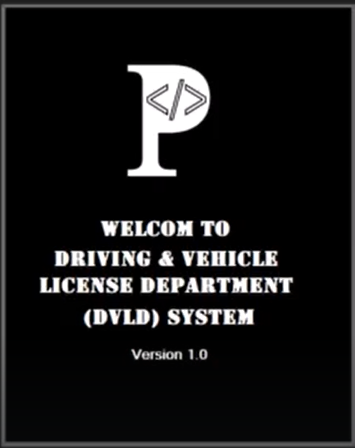 P
</>
WELCOM TO
DRIVING & VEHICLE
LICENSE DEPARTMENT
(DVLD) SYSTEM
Version 1.0